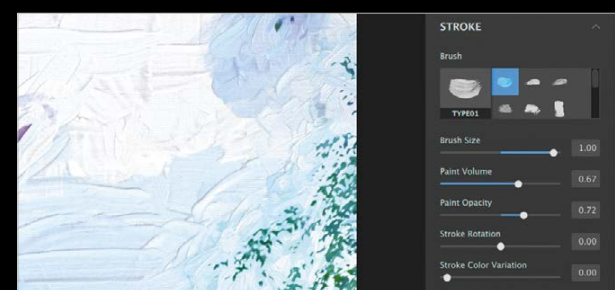 STROKE
Brush
TYPE01
Brush Size
1.00
Paint Volume
0.67
Paint Opacity
0.72
Stroke Rotation
0.00
Stroke Color Variation
0.00